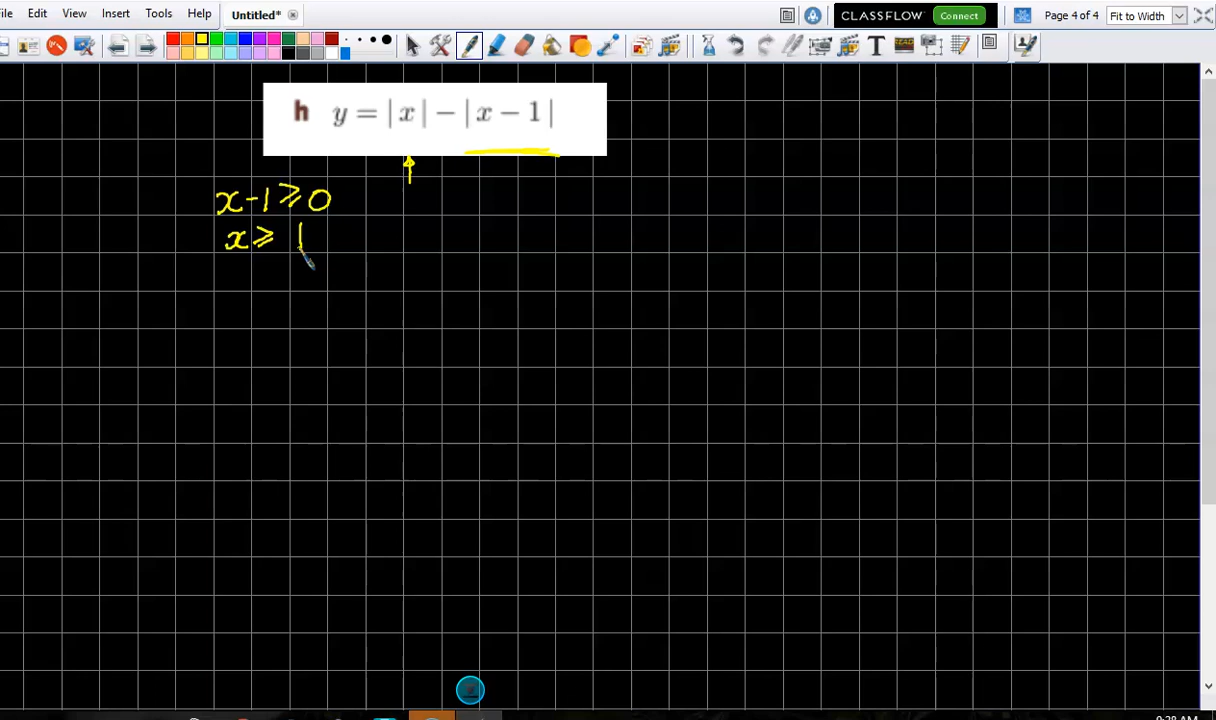 ile Edit View Insert Tools Help Untitled* CLASSFLOW Connect Page 4 of 4 Fit to Width
h y = | x | − | x − 1 |
x-1 ⩾ 0
x ⩾ 1